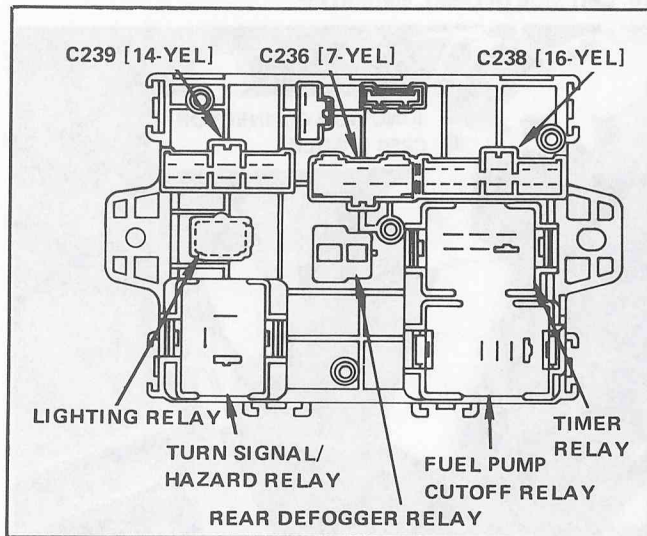 C239 [14-YEL]
C236 [7-YEL]
C238 [16-YEL]
LIGHTING RELAY
TURN SIGNAL/
HAZARD RELAY
REAR DEFOGGER RELAY
FUEL PUMP
CUTOFF RELAY
TIMER
RELAY